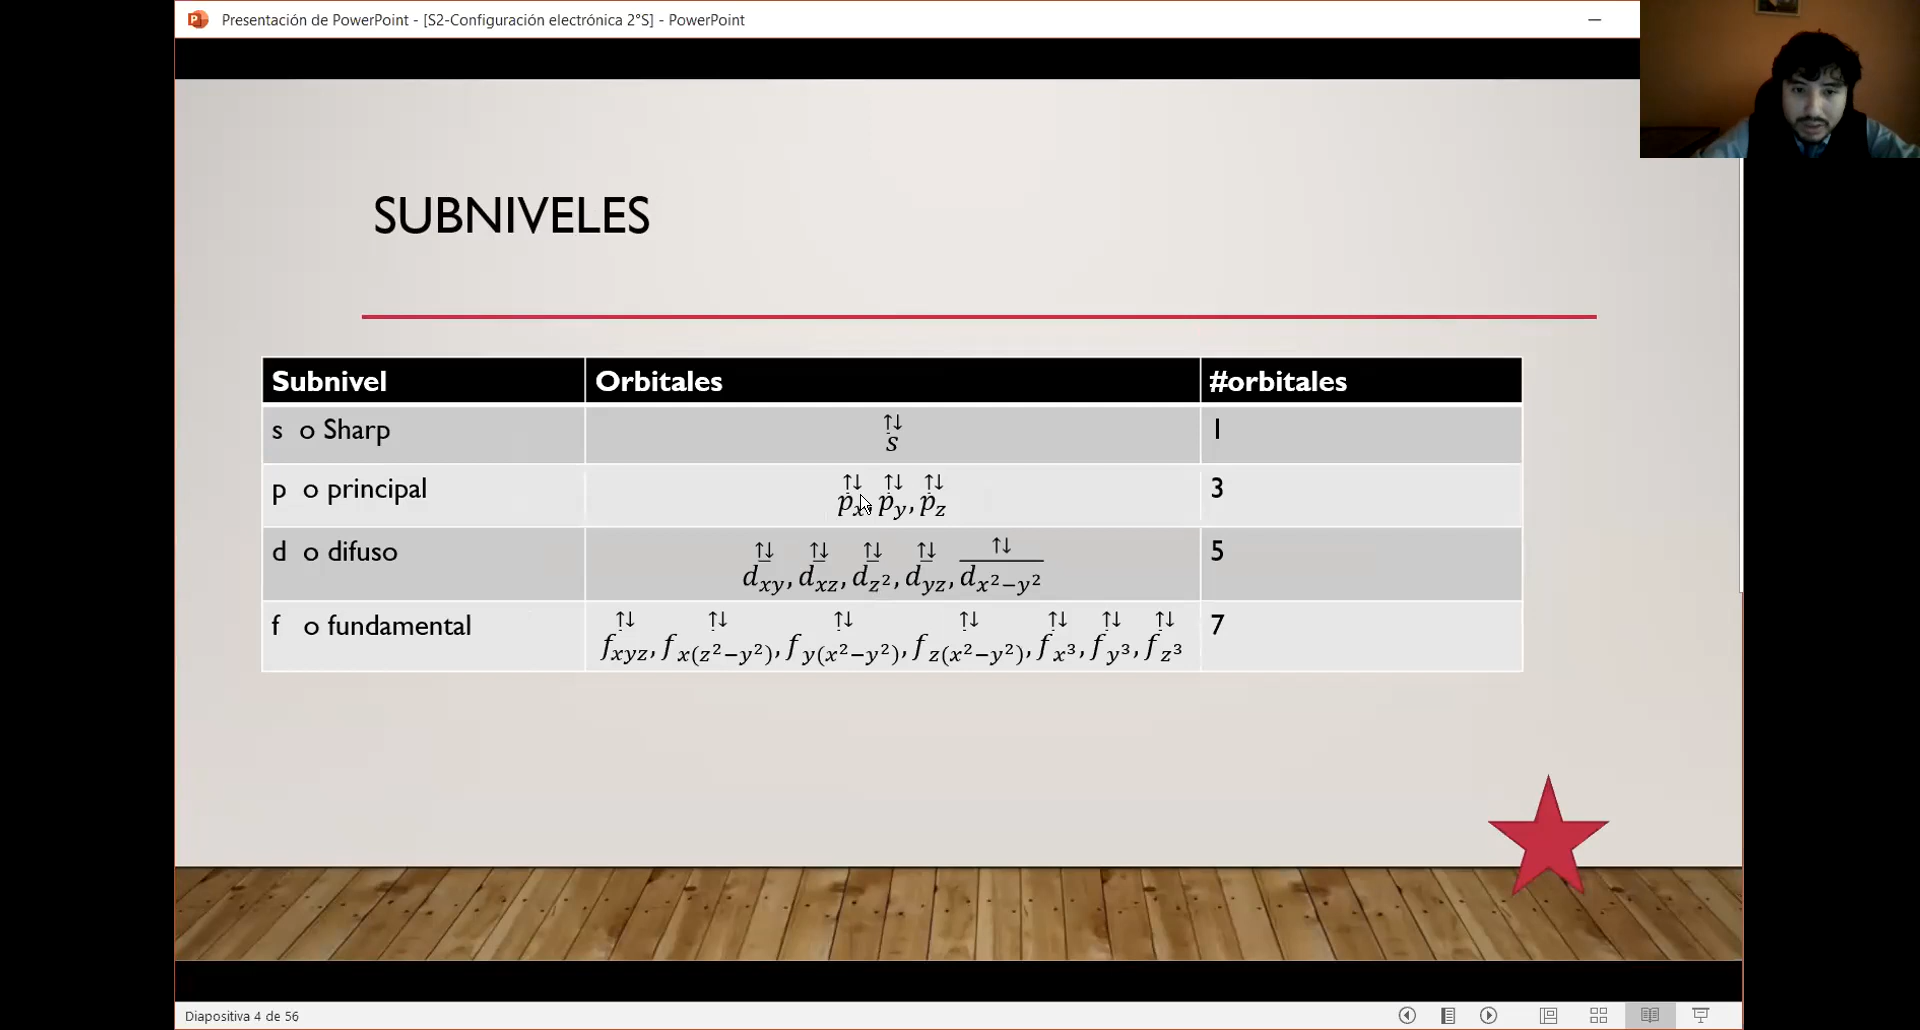 Presentación de PowerPoint - [S2-Configuración electrónica 2°S] - PowerPoint
SUBNIVELES
Subnivel Orbitales #orbitales
s o Sharp ↑↓ s 1
p o principal ↑↓ ↑↓ ↑↓ pₓ, p_y, p_z 3
d o difuso ↑↓ ↑↓ ↑↓ ↑↓ ↑↓ d_xy, d_xz, d_z², d_yz, d_x²−y² 5
f o fundamental ↑↓ ↑↓ ↑↓ ↑↓ ↑↓ ↑↓ ↑↓ f_xyz, f_x(z²−y²), f_y(x²−y²), f_z(x²−y²), f_x³, f_y³, f_z³ 7
Diapositiva 4 de 56